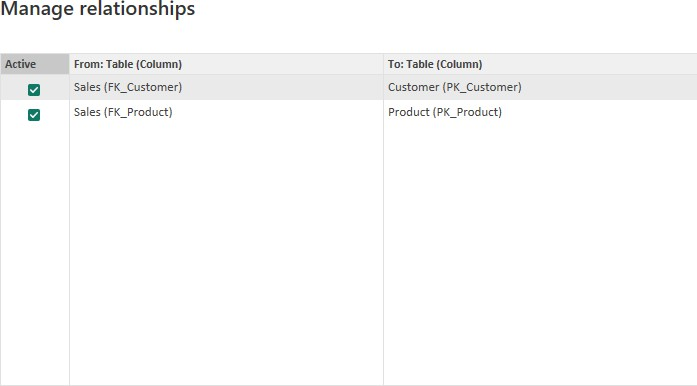 Manage relationships
Active From: Table (Column) To: Table (Column)
Sales (FK_Customer) Customer (PK_Customer)
Sales (FK_Product) Product (PK_Product)